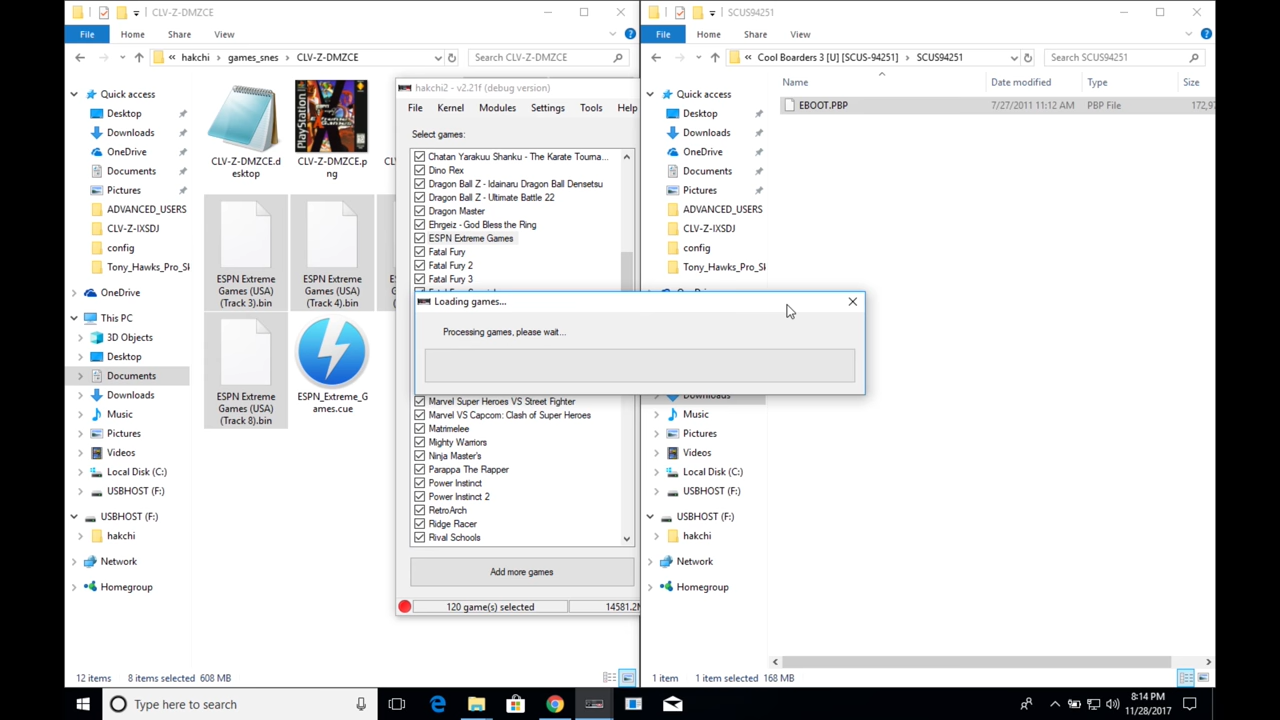 CLV-Z-DMZCE
File Home Share View
« hakchi > games_snes > CLV-Z-DMZCE
Search CLV-Z-DMZCE
Quick access
Desktop
Downloads
OneDrive
Documents
Pictures
ADVANCED_USERS
CLV-Z-IXSDJ
config
Tony_Hawks_Pro_Sk
OneDrive
This PC
3D Objects
Desktop
Documents
Downloads
Music
Pictures
Videos
Local Disk (C:)
USBHOST (F:)
USBHOST (F:)
hakchi
Network
Homegroup
CLV-Z-DMZCE.d
esktop
CLV-Z-DMZCE.pn
g
ESPN Extreme
Games (USA)
(Track 3).bin
ESPN Extreme
Games (USA)
(Track 4).bin
ESPN Extreme
Games (USA)
(Track 8).bin
ESPN_Extreme_G
ames.cue
12 items 8 items selected 608 MB
hakchi2 - v2.21f (debug version)
File Kernel Modules Settings Tools Help
Select games:
Chatan Yarakuu Shanku - The Karate Tourna...
Dino Rex
Dragon Ball Z - Idainaru Dragon Ball Densetsu
Dragon Ball Z - Ultimate Battle 22
Dragon Master
Ehrgeiz - God Bless the Ring
ESPN Extreme Games
Fatal Fury
Fatal Fury 2
Fatal Fury 3
Loading games...
Processing games, please wait...
Marvel Super Heroes VS Street Fighter
Marvel VS Capcom: Clash of Super Heroes
Matrimelee
Mighty Warriors
Ninja Master's
Parappa The Rapper
Power Instinct
Power Instinct 2
RetroArch
Ridge Racer
Rival Schools
Add more games
120 game(s) selected 14581.2M
SCUS94251
File Home Share View
« Cool Boarders 3 [U] [SCUS-94251] > SCUS94251
Search SCUS94251
Name Date modified Type Size
EBOOT.PBP 7/27/2011 11:12 AM PBP File 172,97
Quick access
Desktop
Downloads
OneDrive
Documents
Pictures
ADVANCED_USERS
CLV-Z-IXSDJ
config
Tony_Hawks_Pro_Sk
Downloads
Music
Pictures
Videos
Local Disk (C:)
USBHOST (F:)
USBHOST (F:)
hakchi
Network
Homegroup
1 item 1 item selected 168 MB
Type here to search
8:14 PM
11/28/2017